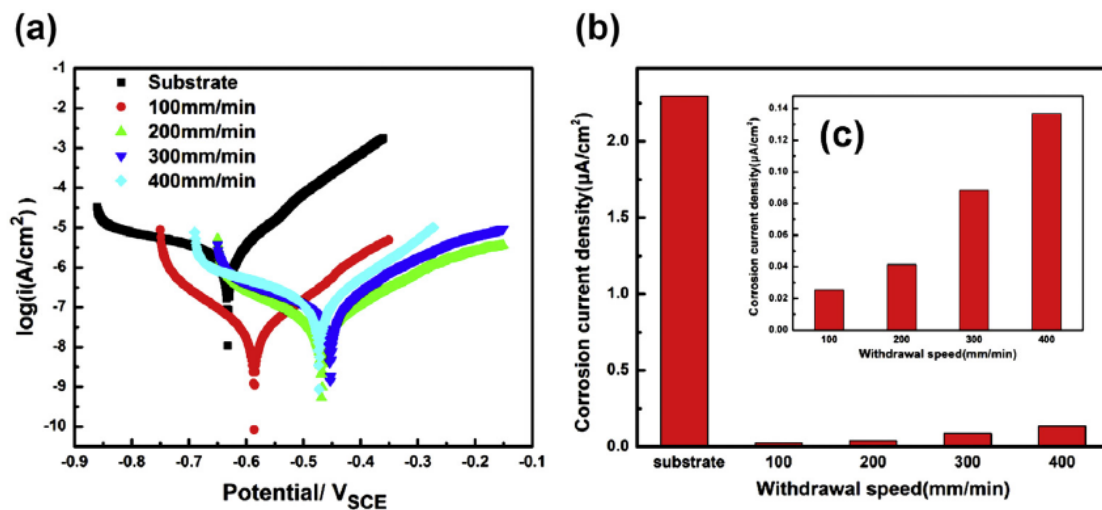 (a)
-1
-2
-3
-4
-5
-6
-7
-8
-9
-10
log(i(A/cm²) )
Substrate
100mm/min
200mm/min
300mm/min
400mm/min
-0.9 -0.8 -0.7 -0.6 -0.5 -0.4 -0.3 -0.2 -0.1
Potential/ V_SCE
(b)
Corrosion current density(μA/cm²)
2.0
1.5
1.0
0.5
0.0
substrate 100 200 300 400
Withdrawal speed(mm/min)
(c)
Corrosion current density(μA/cm²)
0.14
0.12
0.10
0.08
0.06
0.04
0.02
0.00
100 200 300 400
Withdrawal speed(mm/min)